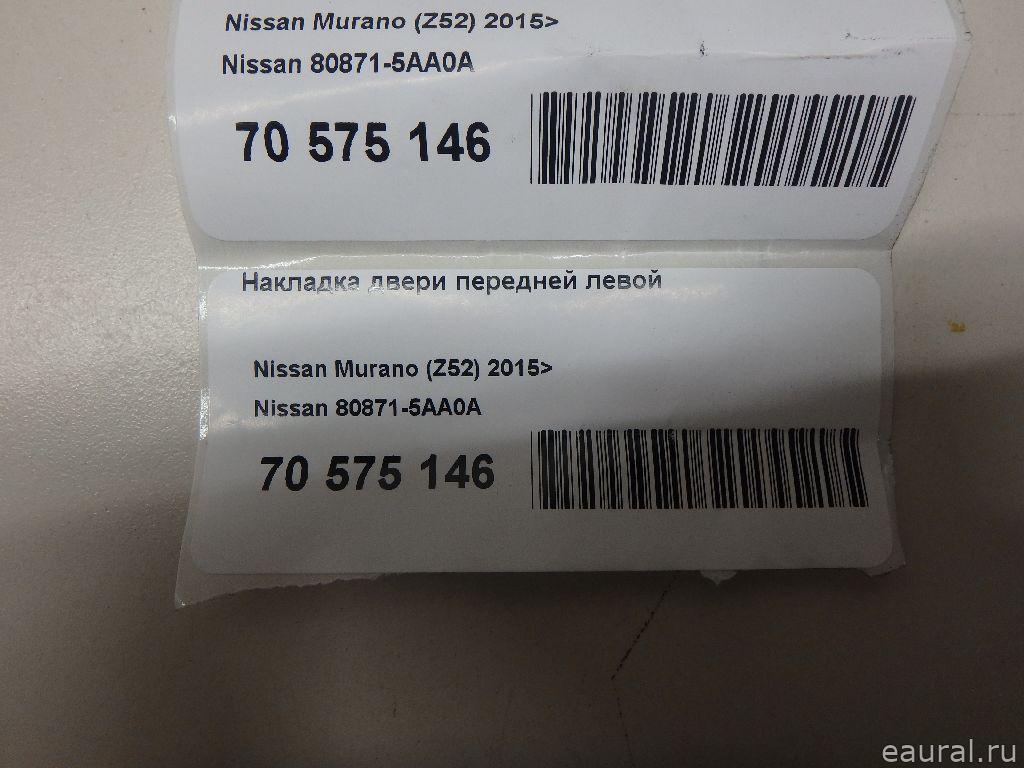 Nissan Murano (Z52) 2015>
Nissan 80871-5AA0A
70 575 146
Накладка двери передней левой
Nissan Murano (Z52) 2015>
Nissan 80871-5AA0A
70 575 146
eaural.ru